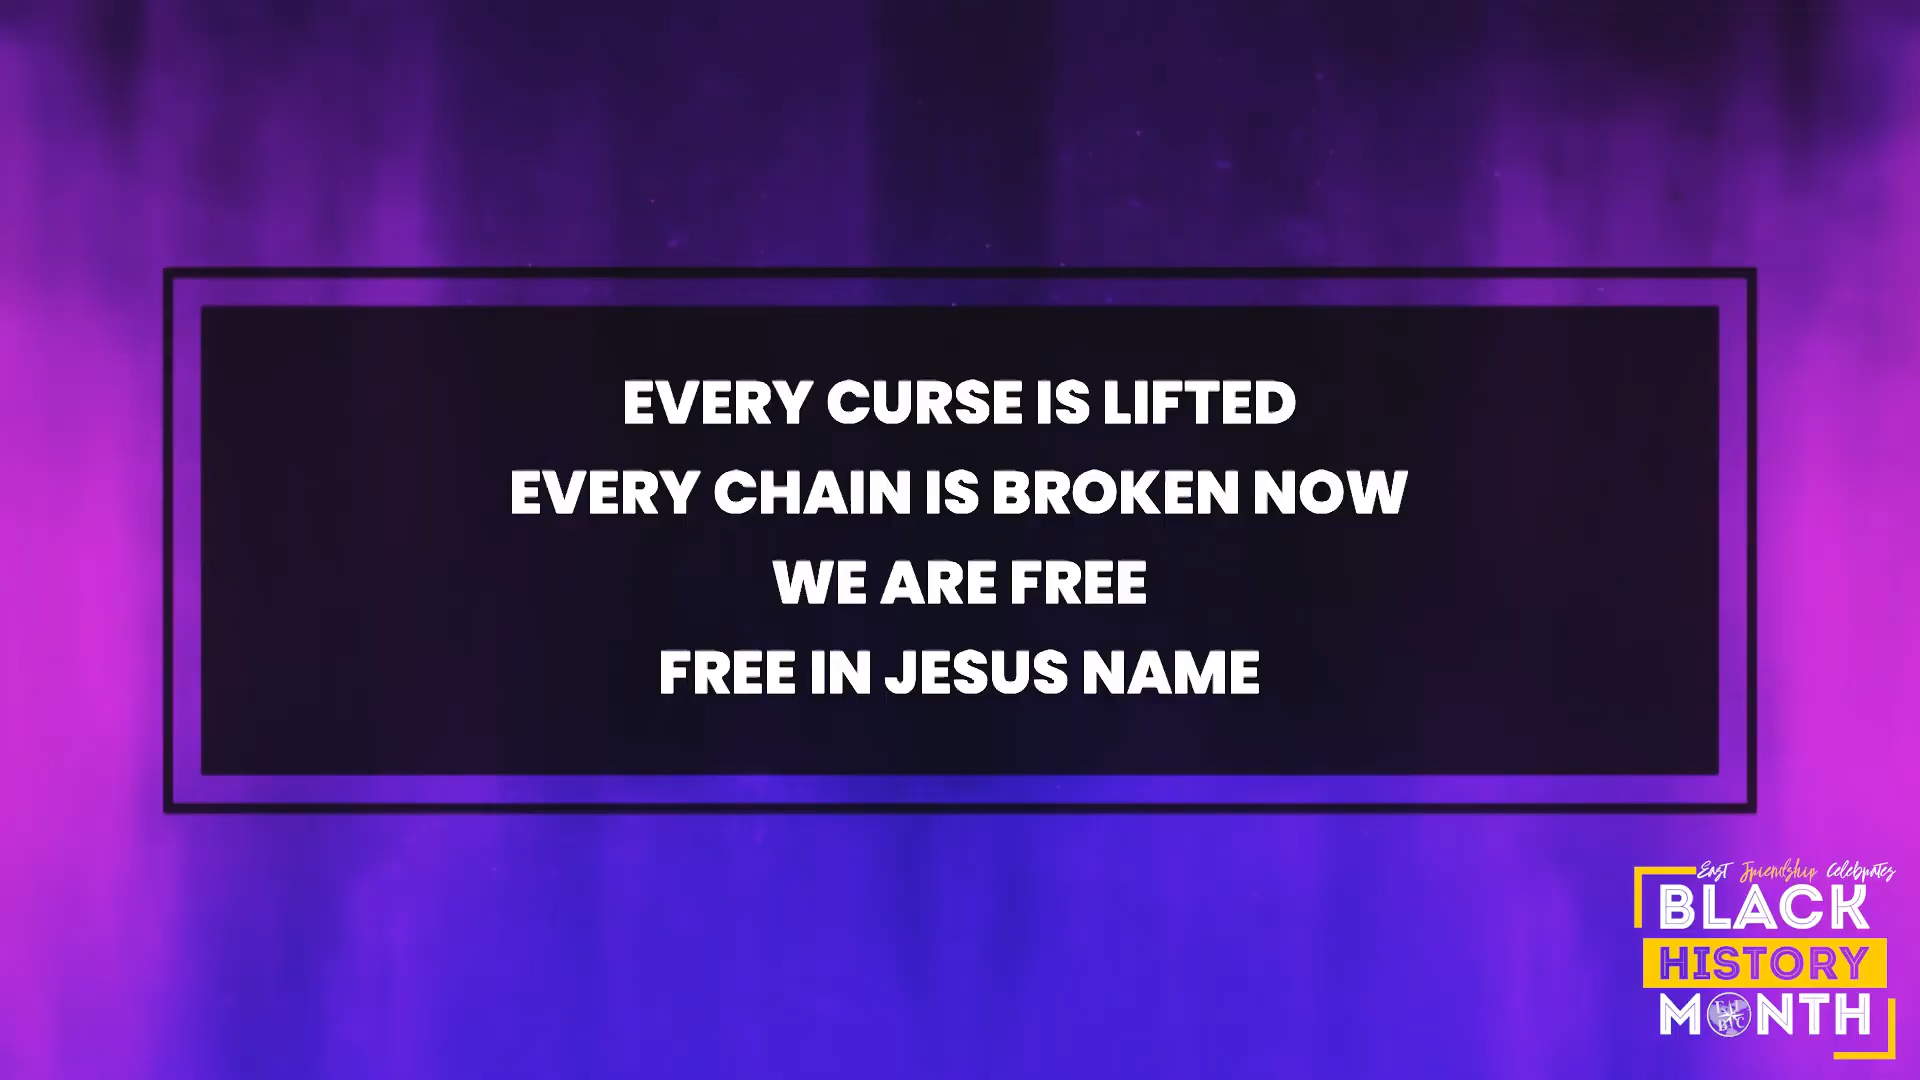 EVERY CURSE IS LIFTED
EVERY CHAIN IS BROKEN NOW
WE ARE FREE
FREE IN JESUS NAME
East Friendship Celebrates
BLACK
HISTORY
MONTH